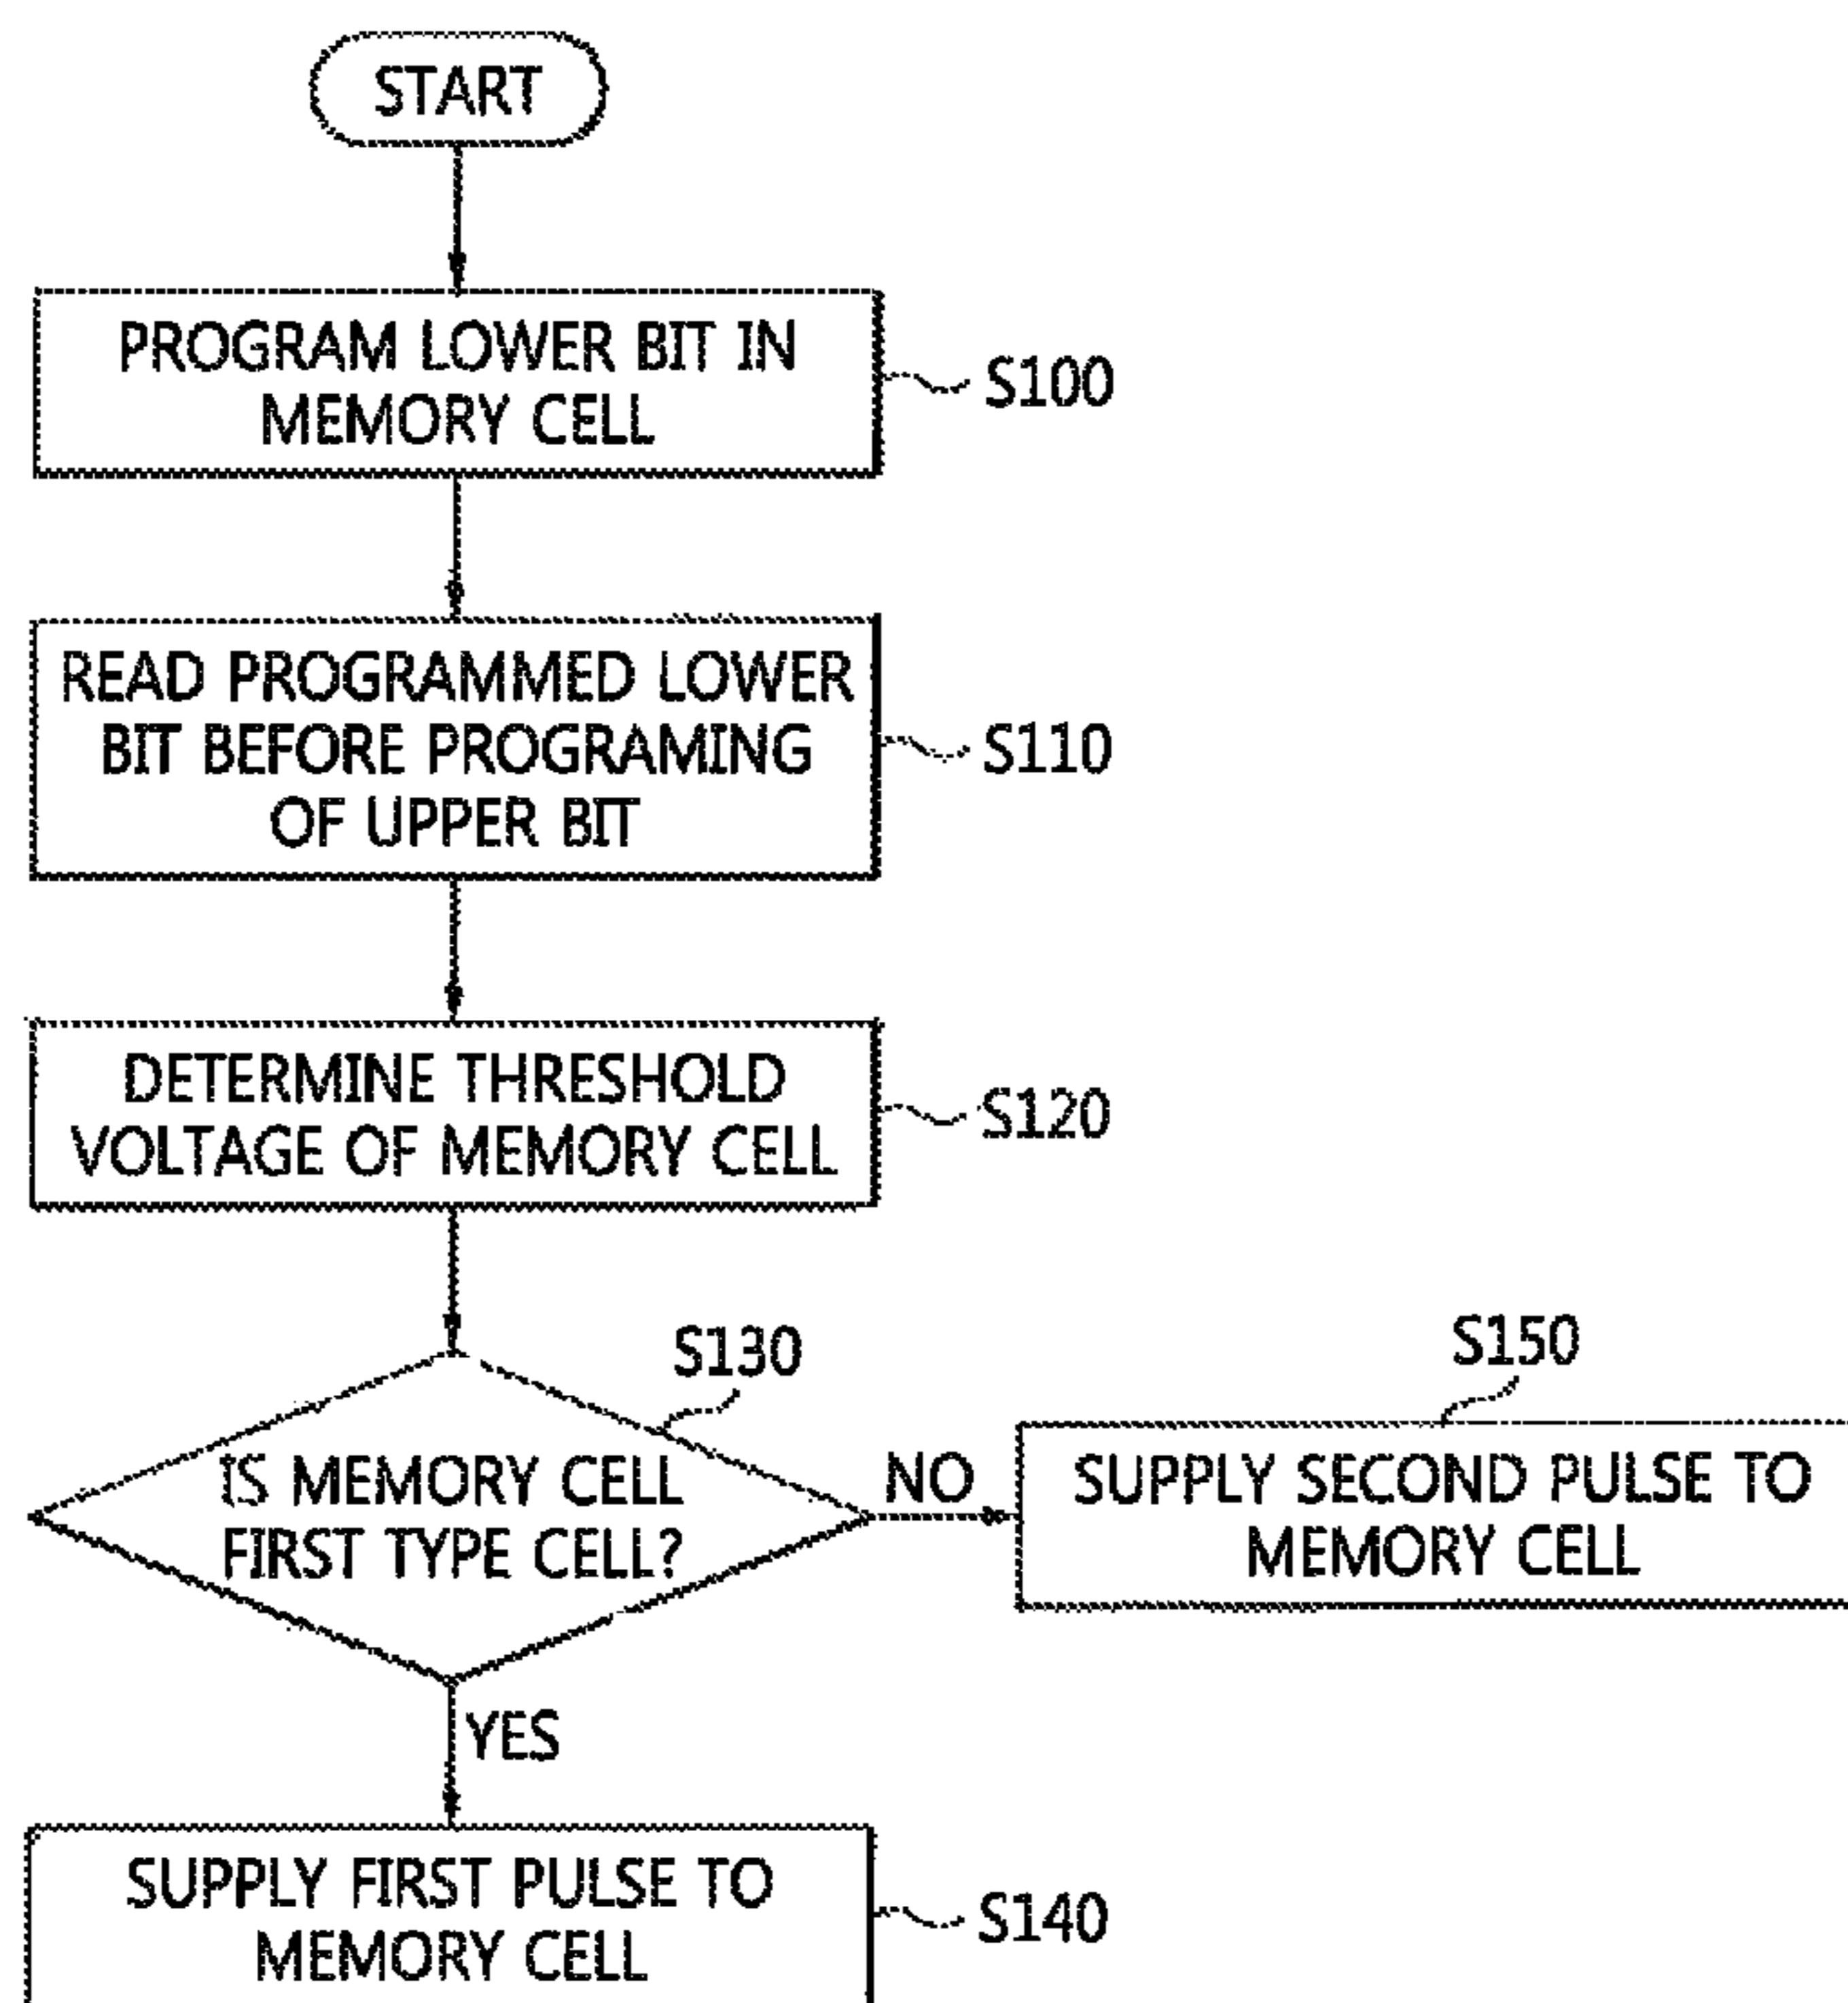 START
PROGRAM LOWER BIT IN
MEMORY CELL
S100
READ PROGRAMMED LOWER
BIT BEFORE PROGRAMING
OF UPPER BIT
S110
DETERMINE THRESHOLD
VOLTAGE OF MEMORY CELL
S120
S130
IS MEMORY CELL
FIRST TYPE CELL?
NO
S150
SUPPLY SECOND PULSE TO
MEMORY CELL
YES
SUPPLY FIRST PULSE TO
MEMORY CELL
S140